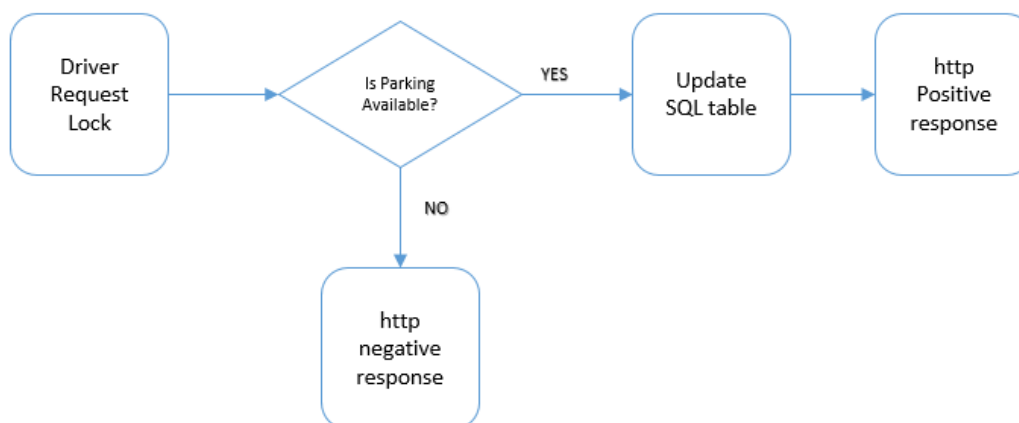 Driver
Request
Lock
Is Parking
Available?
YES
Update
SQL table
http
Positive
response
NO
http
negative
response